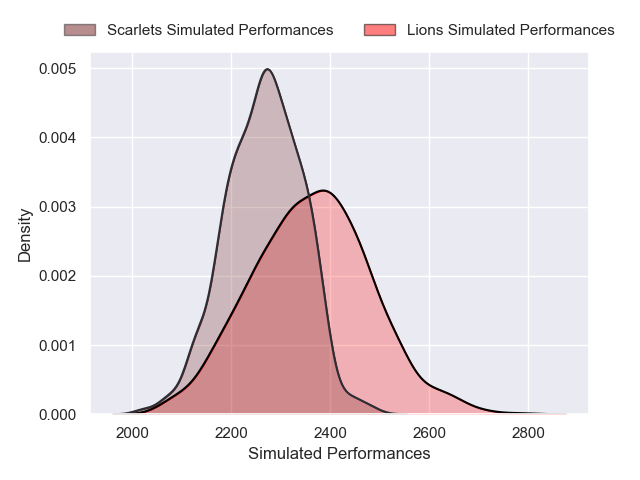 Scarlets Simulated Performances Lions Simulated Performances
0.005
0.004
0.003
0.002
0.001
0.000
Density
2000 2200 2400 2600 2800
Simulated Performances